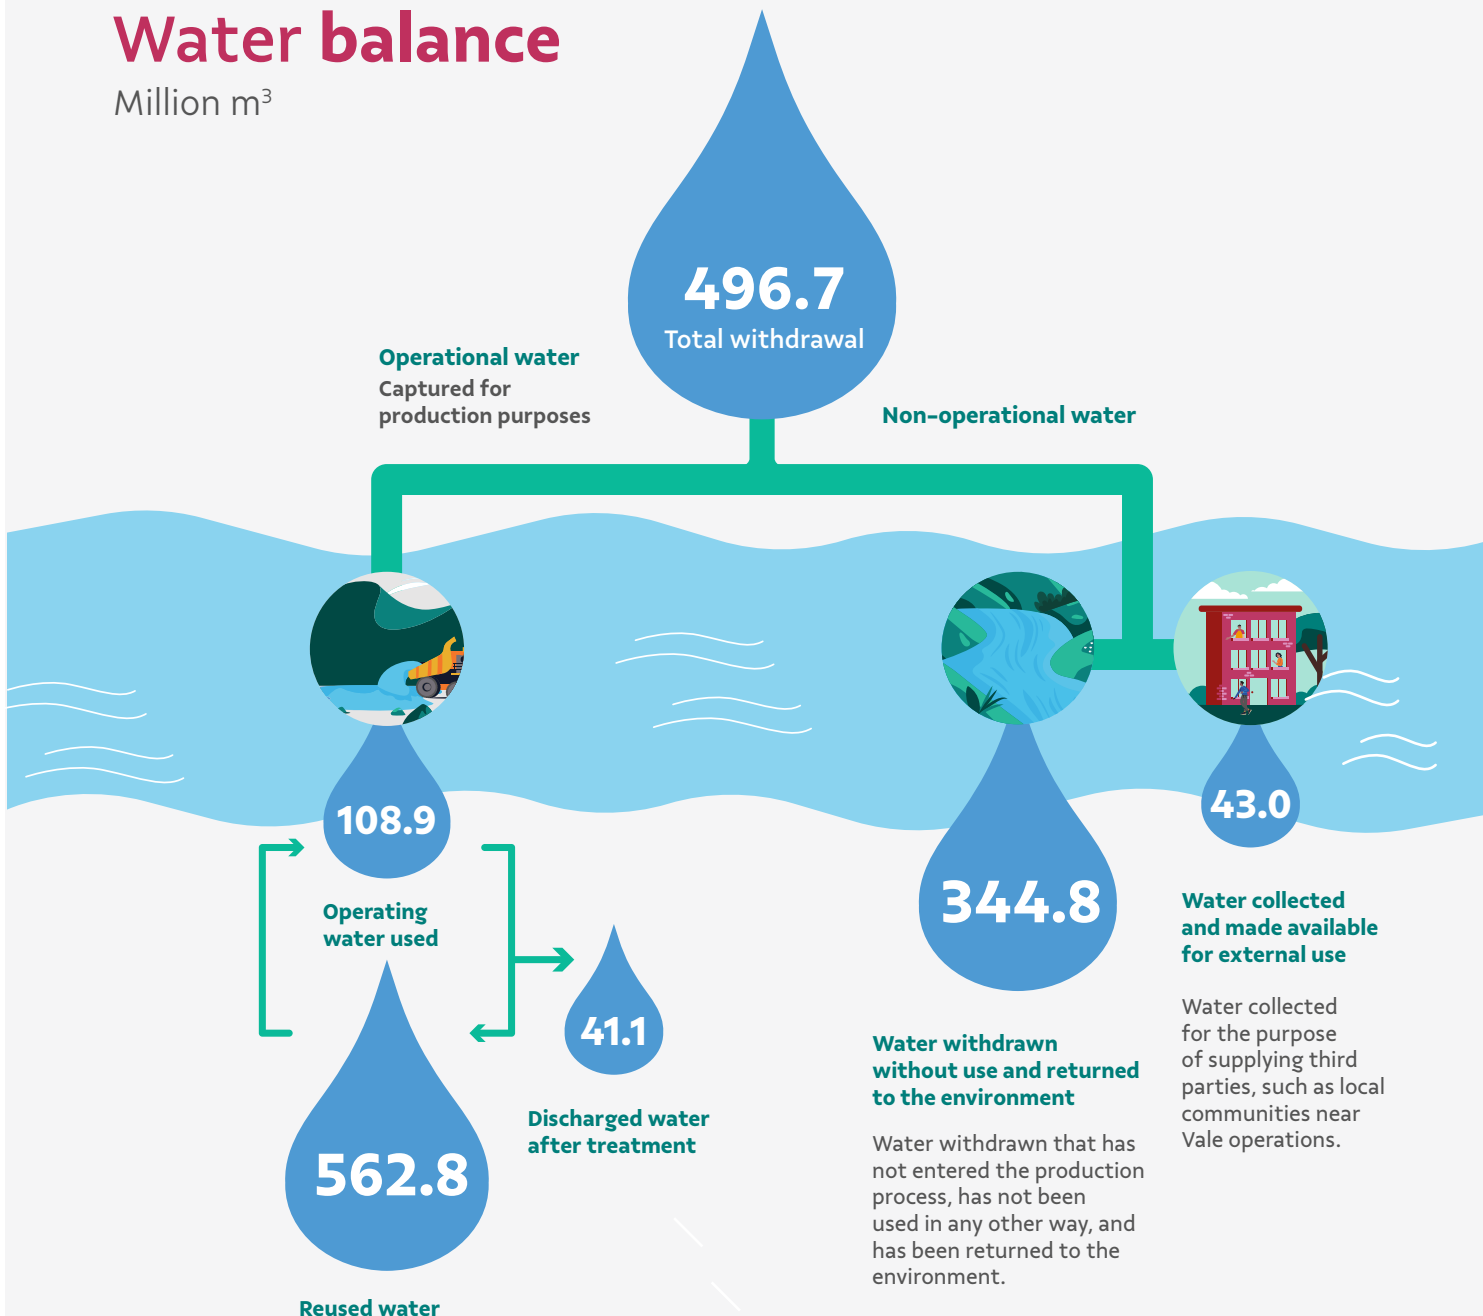 Water balance
Million m³
496.7
Total withdrawal
Operational water
Captured for
production purposes
Non-operational water
108.9
Operating
water used
562.8
Reused water
41.1
Discharged water
after treatment
344.8
Water withdrawn
without use and returned
to the environment
Water withdrawn that has
not entered the production
process, has not been
used in any other way, and
has been returned to the
environment.
43.0
Water collected
and made available
for external use
Water collected
for the purpose
of supplying third
parties, such as local
communities near
Vale operations.